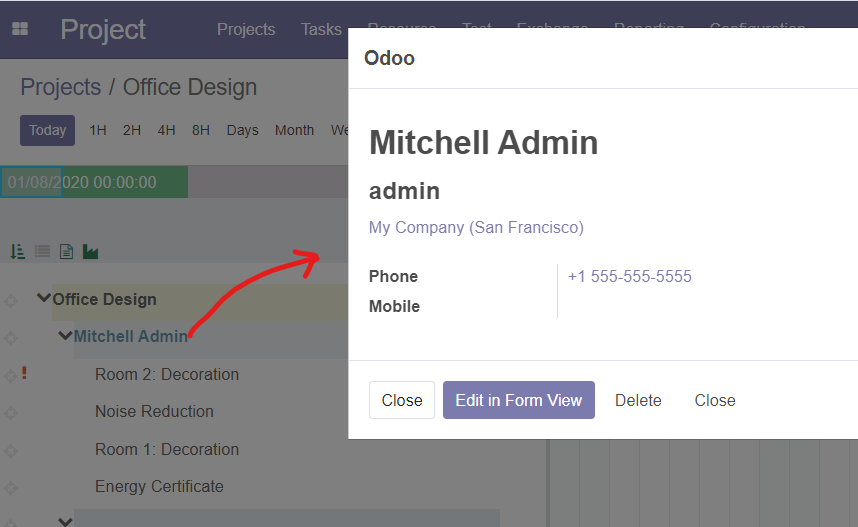 Project
Projects Tasks Resource Test Exchange Reporting Configuration
Odoo
Projects / Office Design
Today 1H 2H 4H 8H Days Month We
Mitchell Admin
admin
01/08/2020 00:00:00
My Company (San Francisco)
Phone +1 555-555-5555
Mobile
Office Design
Mitchell Admin
Room 2: Decoration
Close Edit in Form View Delete Close
Noise Reduction
Room 1: Decoration
Energy Certificate